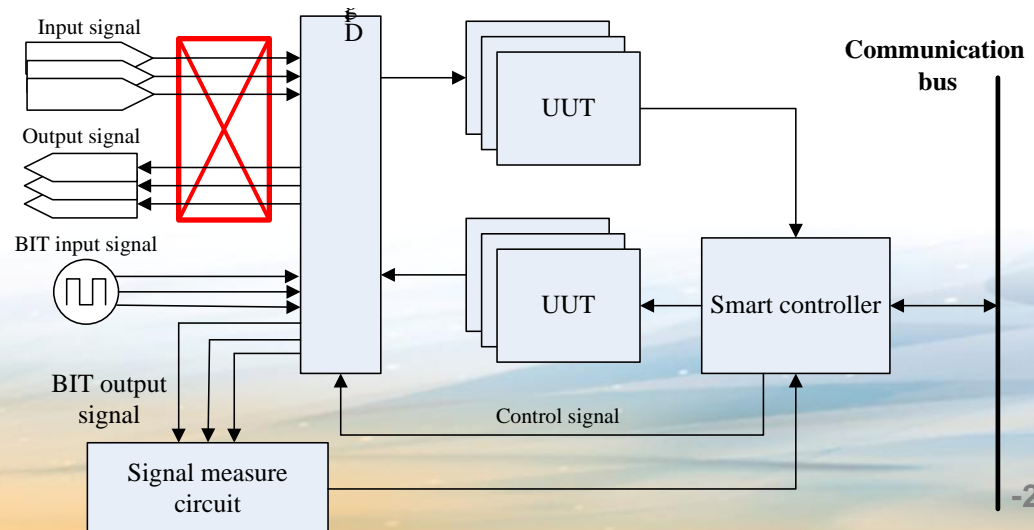 Input signal
Output signal
BIT input signal
BIT output
signal
Signal measure
circuit
D
UUT
UUT
Control signal
Smart controller
Communication
bus
-2